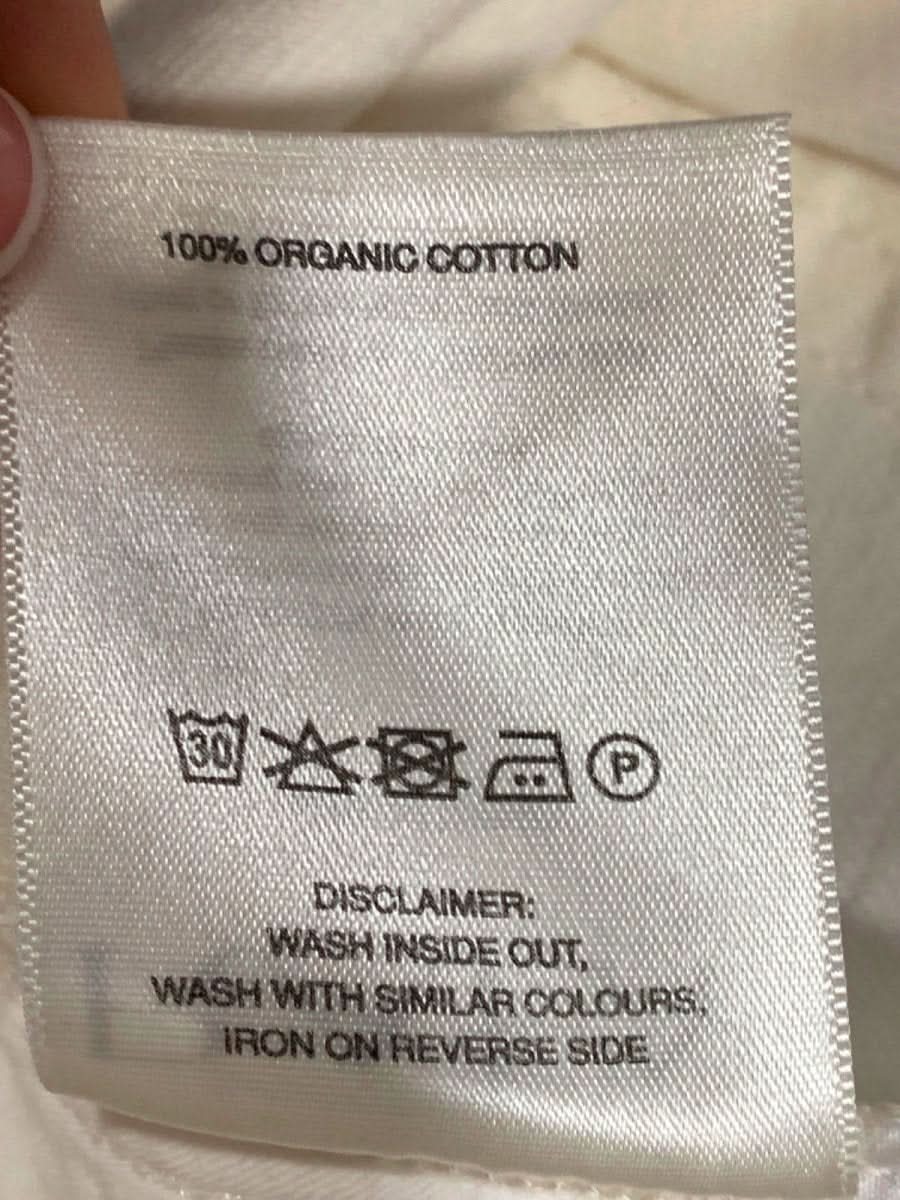 100% ORGANIC COTTON
30 P
DISCLAIMER:
WASH INSIDE OUT,
WASH WITH SIMILAR COLOURS,
IRON ON REVERSE SIDE